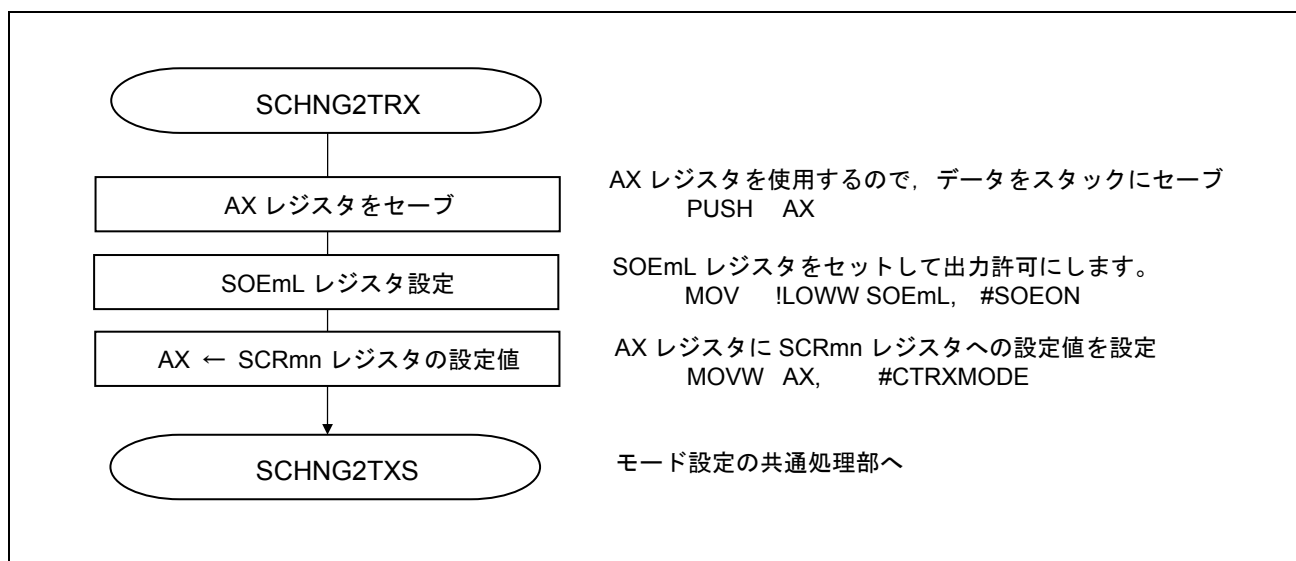 SCHNG2TRX
AX レジスタをセーブ
AX レジスタを使用するので，データをスタックにセーブ
PUSH AX
SOEmL レジスタ設定
SOEmL レジスタをセットして出力許可にします。
MOV !LOWW SOEmL, #SOEON
AX ← SCRmn レジスタの設定値
AX レジスタに SCRmn レジスタへの設定値を設定
MOVW AX, #CTRXMODE
SCHNG2TXS
モード設定の共通処理部へ